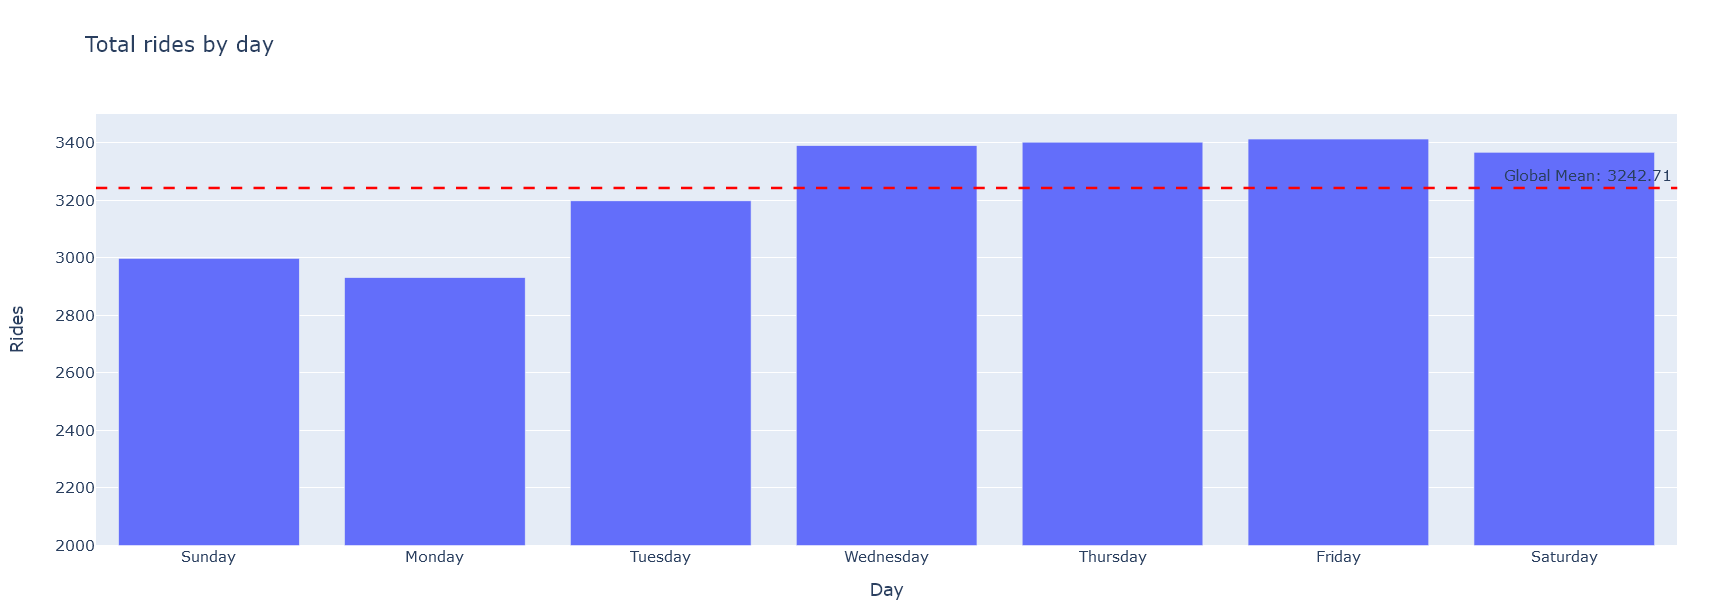 Total rides by day
3400
3200
3000
2800
2600
2400
2200
2000
Rides
Global Mean: 3242.71
Sunday Monday Tuesday Wednesday Thursday Friday Saturday
Day